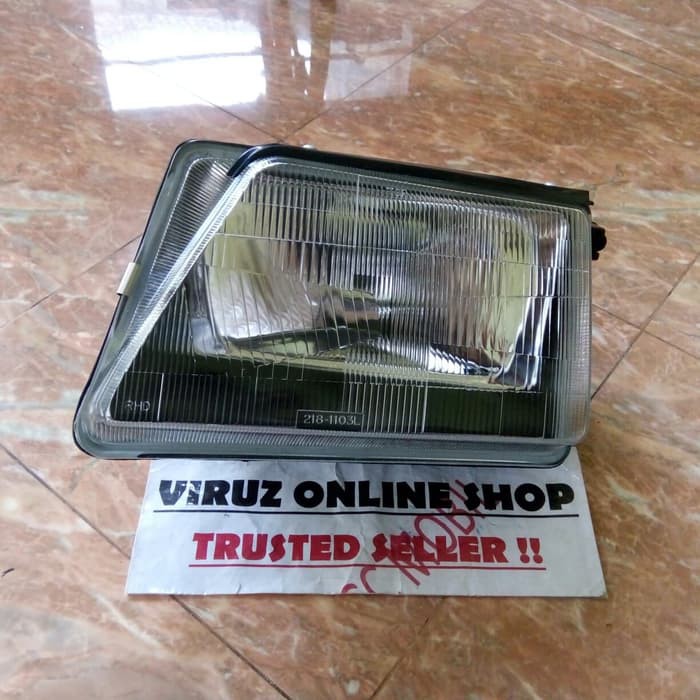 RHD
218-1103L
VIRUZ ONLINE SHOP
TRUSTED SELLER !!